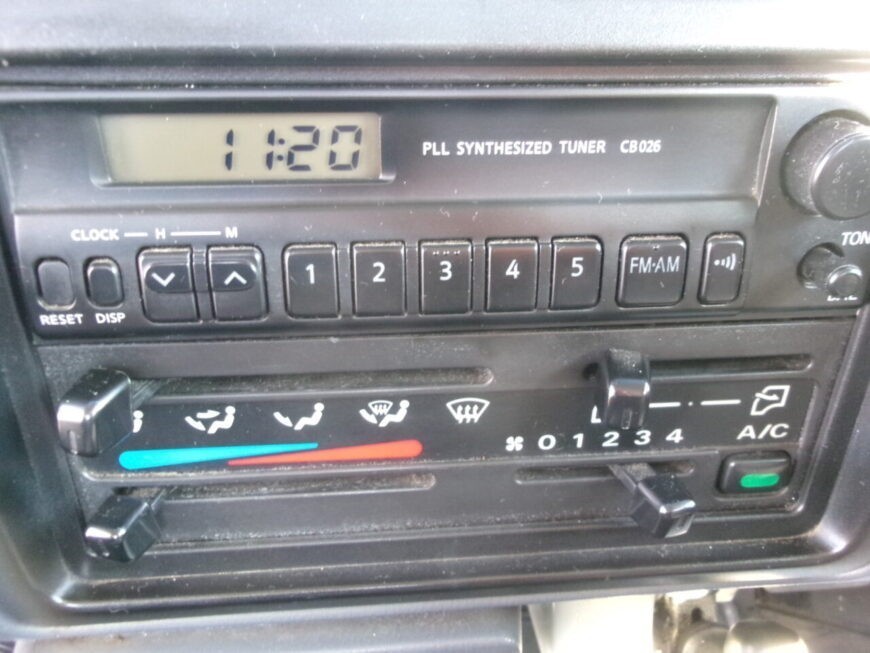 11:20
PLL SYNTHESIZED TUNER CB026
CLOCK H M
RESET DISP
1 2 3 4 5 FM·AM
0 1 2 3 4
A/C